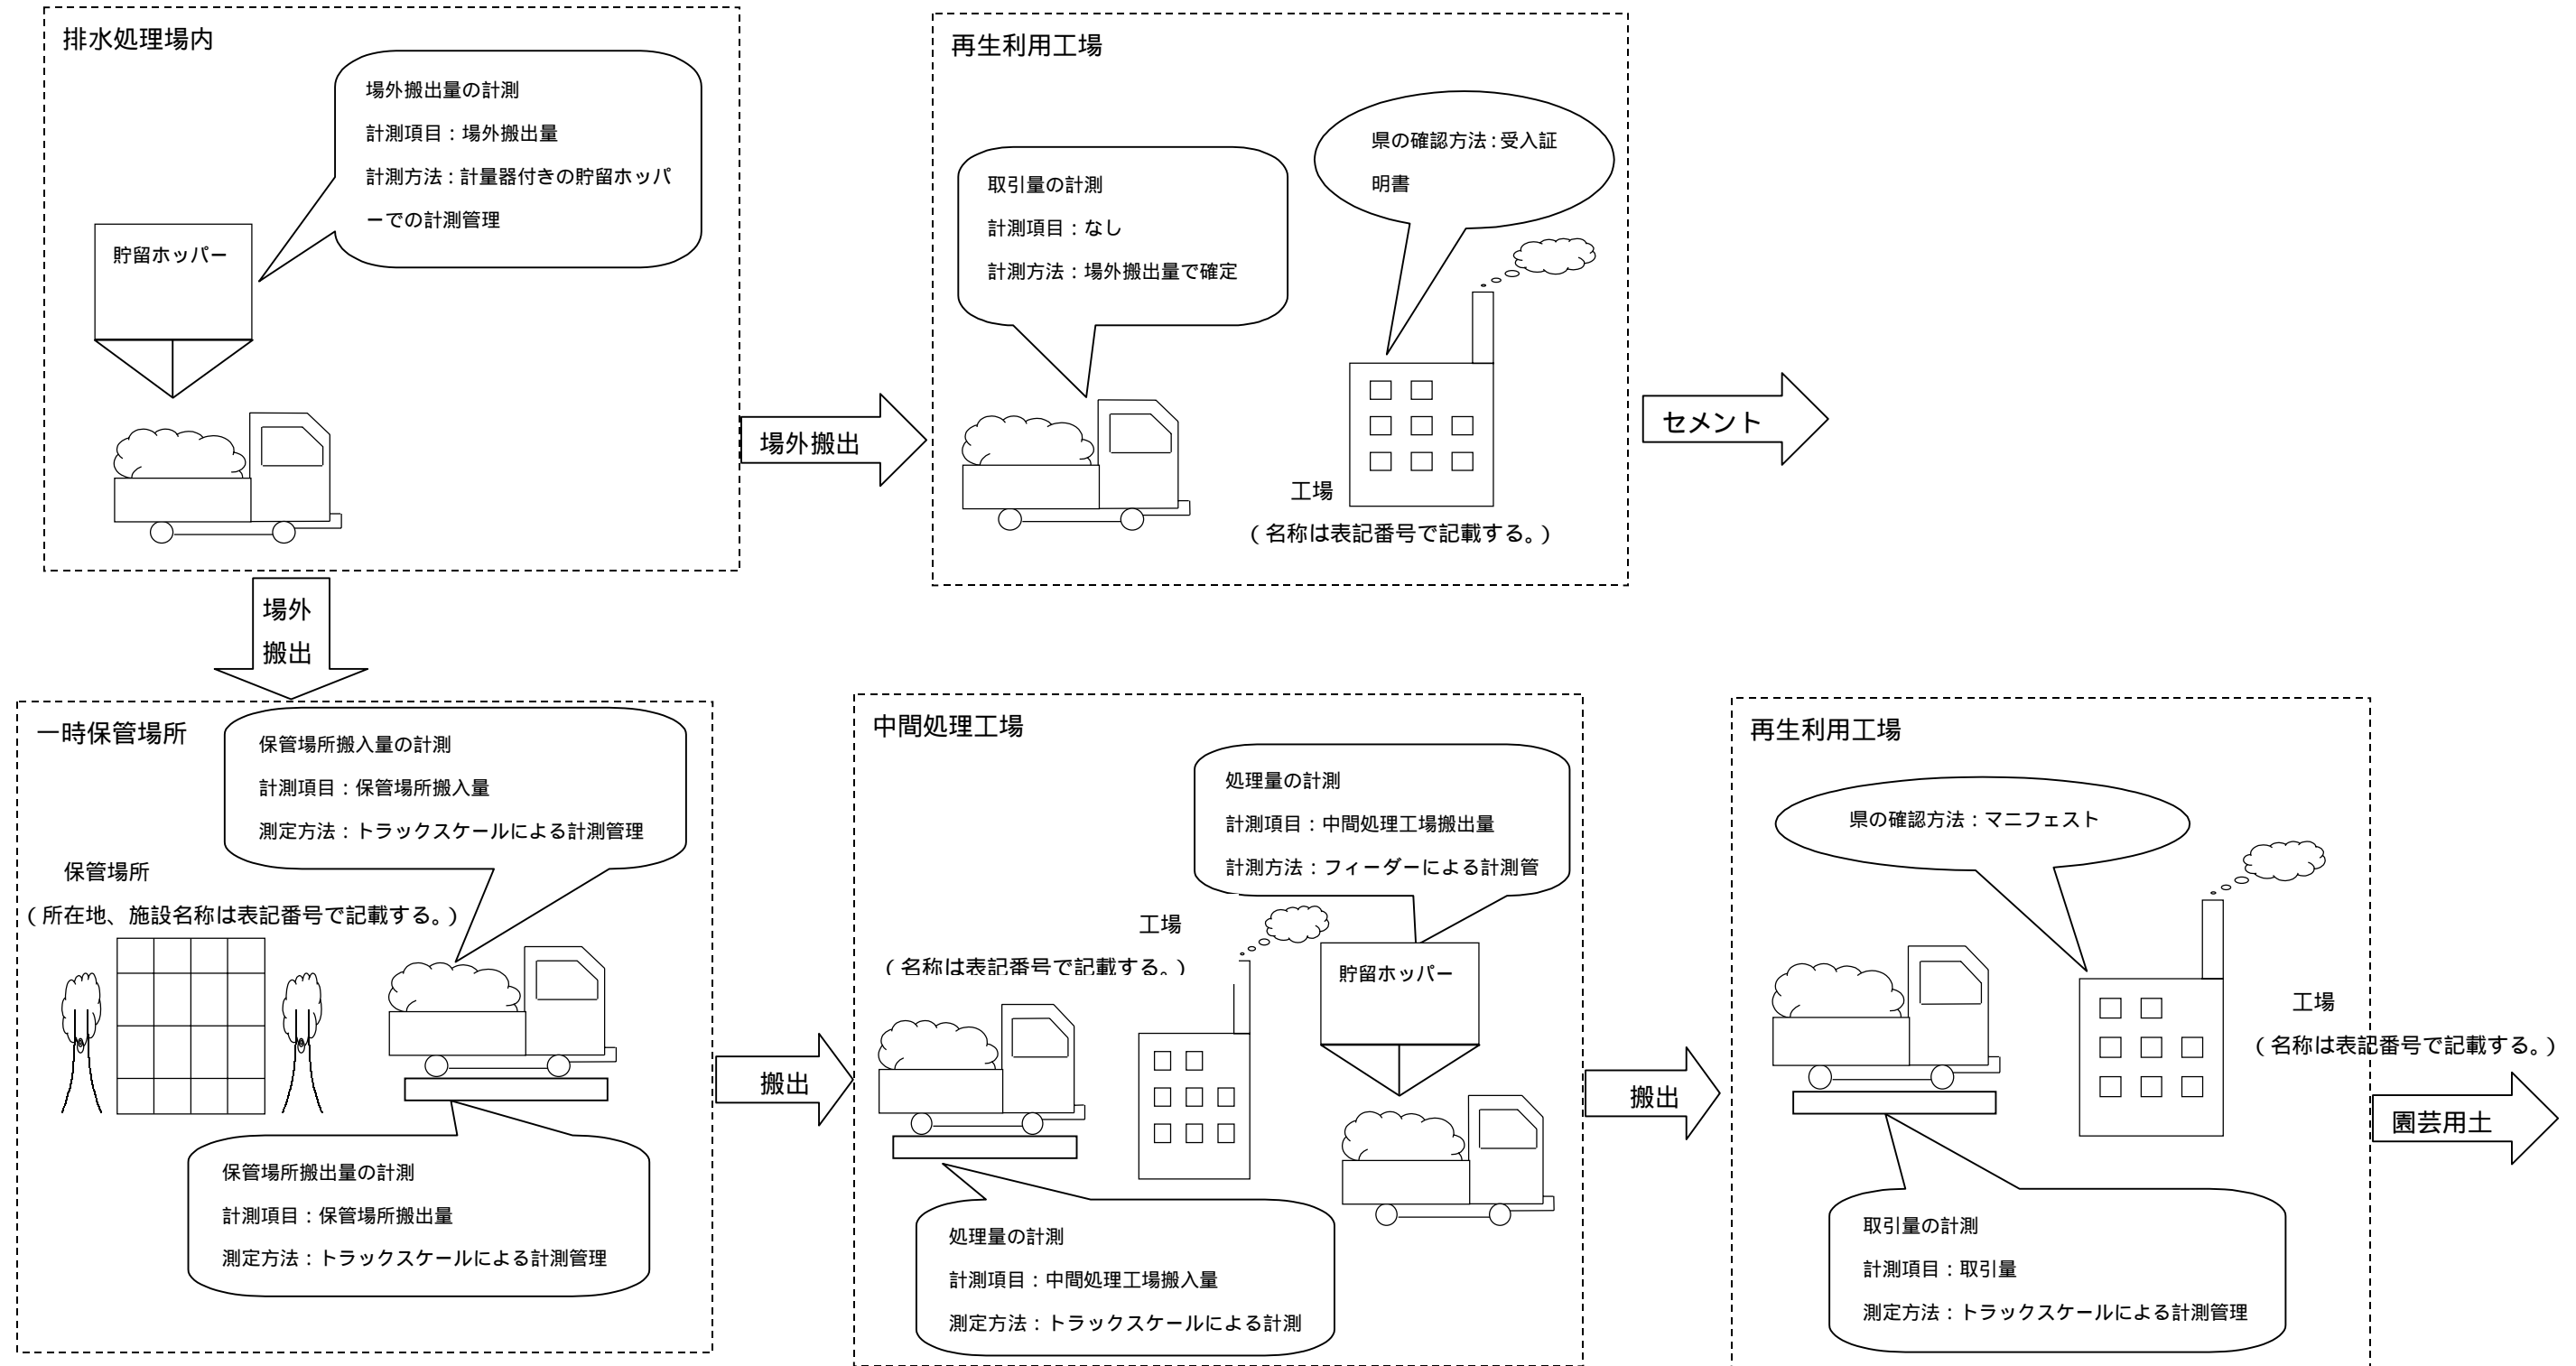 排水処理場内
場外搬出量の計測
計測項目：場外搬出量
計測方法：計量器付きの貯留ホッパ
ーでの計測管理
貯留ホッパー
場外搬出
再生利用工場
取引量の計測
計測項目：なし
計測方法：場外搬出量で確定
県の確認方法：受入証
明書
工場
（名称は表記番号で記載する。）
セメント
場外
搬出
一時保管場所
保管場所搬入量の計測
計測項目：保管場所搬入量
測定方法：トラックスケールによる計測管理
保管場所
（所在地、施設名称は表記番号で記載する。）
保管場所搬出量の計測
計測項目：保管場所搬出量
測定方法：トラックスケールによる計測管理
搬出
中間処理工場
処理量の計測
計測項目：中間処理工場搬出量
計測方法：フィーダーによる計測管
工場
（名称は表記番号で記載する。）
貯留ホッパー
処理量の計測
計測項目：中間処理工場搬入量
測定方法：トラックスケールによる計測
搬出
再生利用工場
県の確認方法：マニフェスト
工場
（名称は表記番号で記載する。）
取引量の計測
計測項目：取引量
測定方法：トラックスケールによる計測管理
園芸用土